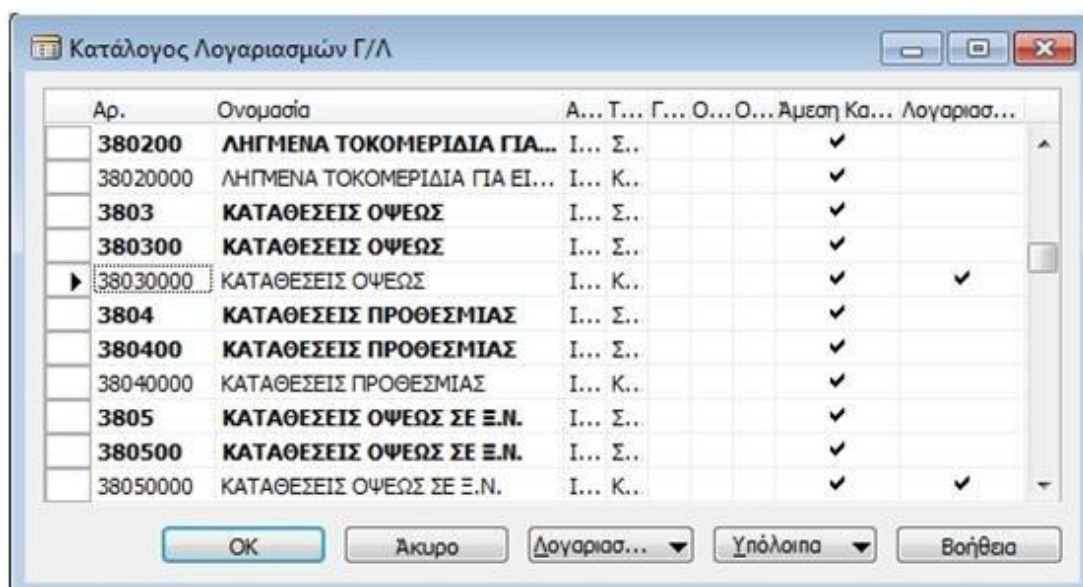 Κατάλογος Λογαριασμών Γ/Λ
Αρ. Ονομασία Α... Τ... Γ... Ο... Ο... Άμεση Κα... Λογαριασ...
380200 ΛΗΓΜΕΝΑ ΤΟΚΟΜΕΡΙΔΙΑ ΓΙΑ... Ι... Σ..
38020000 ΛΗΓΜΕΝΑ ΤΟΚΟΜΕΡΙΔΙΑ ΓΙΑ ΕΙ... Ι... Κ..
3803 ΚΑΤΑΘΕΣΕΙΣ ΟΨΕΩΣ Ι... Σ..
380300 ΚΑΤΑΘΕΣΕΙΣ ΟΨΕΩΣ Ι... Σ..
38030000 ΚΑΤΑΘΕΣΕΙΣ ΟΨΕΩΣ Ι... Κ..
3804 ΚΑΤΑΘΕΣΕΙΣ ΠΡΟΘΕΣΜΙΑΣ Ι... Σ..
380400 ΚΑΤΑΘΕΣΕΙΣ ΠΡΟΘΕΣΜΙΑΣ Ι... Σ..
38040000 ΚΑΤΑΘΕΣΕΙΣ ΠΡΟΘΕΣΜΙΑΣ Ι... Κ..
3805 ΚΑΤΑΘΕΣΕΙΣ ΟΨΕΩΣ ΣΕ Ξ.Ν. Ι... Σ..
380500 ΚΑΤΑΘΕΣΕΙΣ ΟΨΕΩΣ ΣΕ Ξ.Ν. Ι... Σ..
38050000 ΚΑΤΑΘΕΣΕΙΣ ΟΨΕΩΣ ΣΕ Ξ.Ν. Ι... Κ..
OK Άκυρο Λογαριασ... Υπόλοιπα Βοήθεια